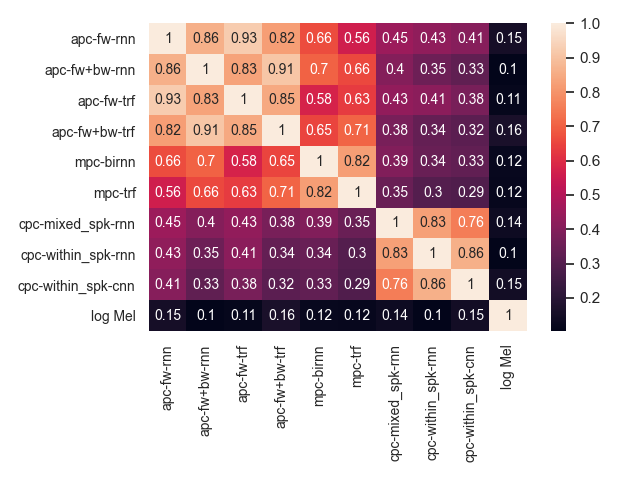 apc-fw-rnn 1 0.86 0.93 0.82 0.66 0.56 0.45 0.43 0.41 0.15
apc-fw+bw-rnn 0.86 1 0.83 0.91 0.7 0.66 0.4 0.35 0.33 0.1
apc-fw-trf 0.93 0.83 1 0.85 0.58 0.63 0.43 0.41 0.38 0.11
apc-fw+bw-trf 0.82 0.91 0.85 1 0.65 0.71 0.38 0.34 0.32 0.16
mpc-birnn 0.66 0.7 0.58 0.65 1 0.82 0.39 0.34 0.33 0.12
mpc-trf 0.56 0.66 0.63 0.71 0.82 1 0.35 0.3 0.29 0.12
cpc-mixed_spk-rnn 0.45 0.4 0.43 0.38 0.39 0.35 1 0.83 0.76 0.14
cpc-within_spk-rnn 0.43 0.35 0.41 0.34 0.34 0.3 0.83 1 0.86 0.1
cpc-within_spk-cnn 0.41 0.33 0.38 0.32 0.33 0.29 0.76 0.86 1 0.15
log Mel 0.15 0.1 0.11 0.16 0.12 0.12 0.14 0.1 0.15 1
apc-fw-rnn
apc-fw+bw-rnn
apc-fw-trf
apc-fw+bw-trf
mpc-birnn
mpc-trf
cpc-mixed_spk-rnn
cpc-within_spk-rnn
cpc-within_spk-cnn
log Mel
1.0
0.9
0.8
0.7
0.6
0.5
0.4
0.3
0.2